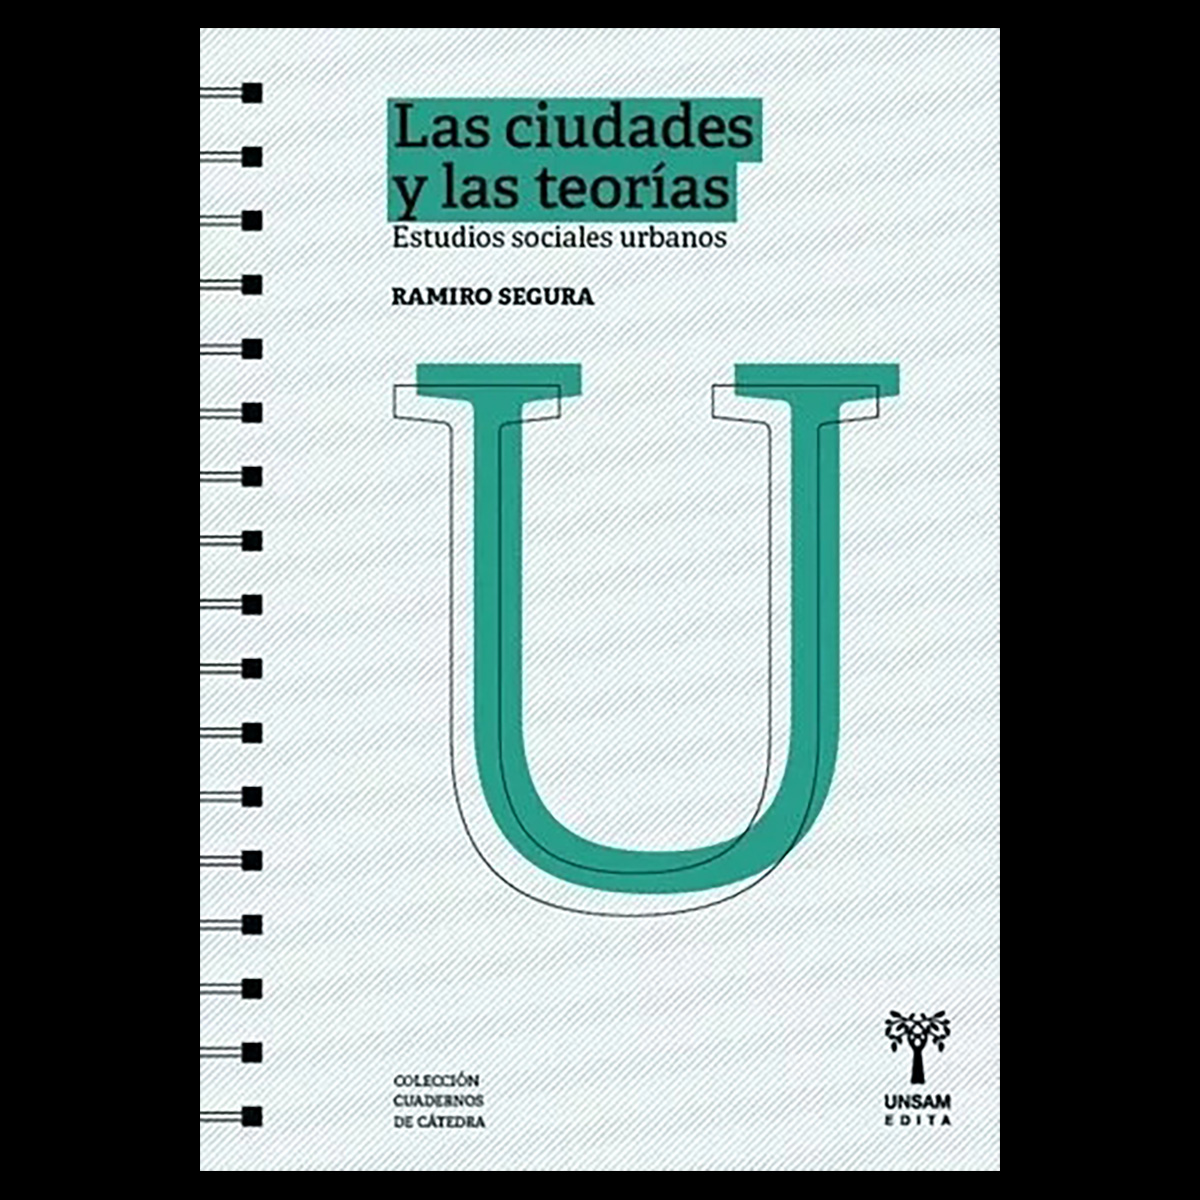 Las ciudades
y las teorías
Estudios sociales urbanos
RAMIRO SEGURA
U
COLECCIÓN
CUADERNOS
DE CÁTEDRA
UNSAM
EDITA